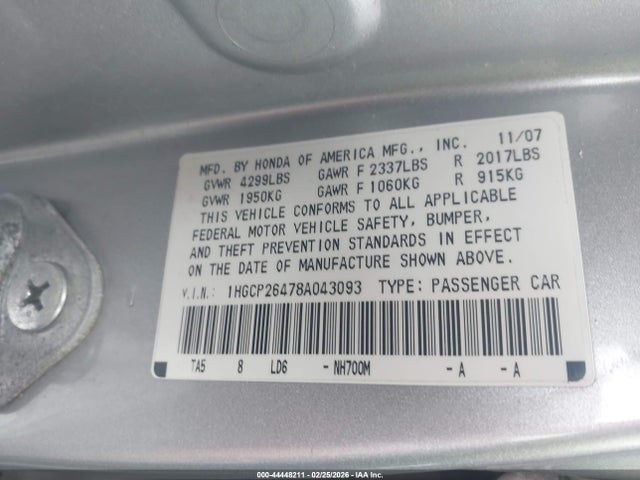 MFD. BY HONDA OF AMERICA MFG., INC. 11/07
GVWR 4299LBS GAWR F 2337LBS R 2017LBS
GVWR 1950KG GAWR F 1060KG R 915KG
THIS VEHICLE CONFORMS TO ALL APPLICABLE
FEDERAL MOTOR VEHICLE SAFETY, BUMPER,
AND THEFT PREVENTION STANDARDS IN EFFECT
ON THE DATE OF MANUFACTURE SHOWN ABOVE.
V.I.N.: 1HGCP26478A043093 TYPE: PASSENGER CAR
TA5 8 LD6 - NH700M - A - A
000-44448211 - 02/25/2026 - IAA Inc.